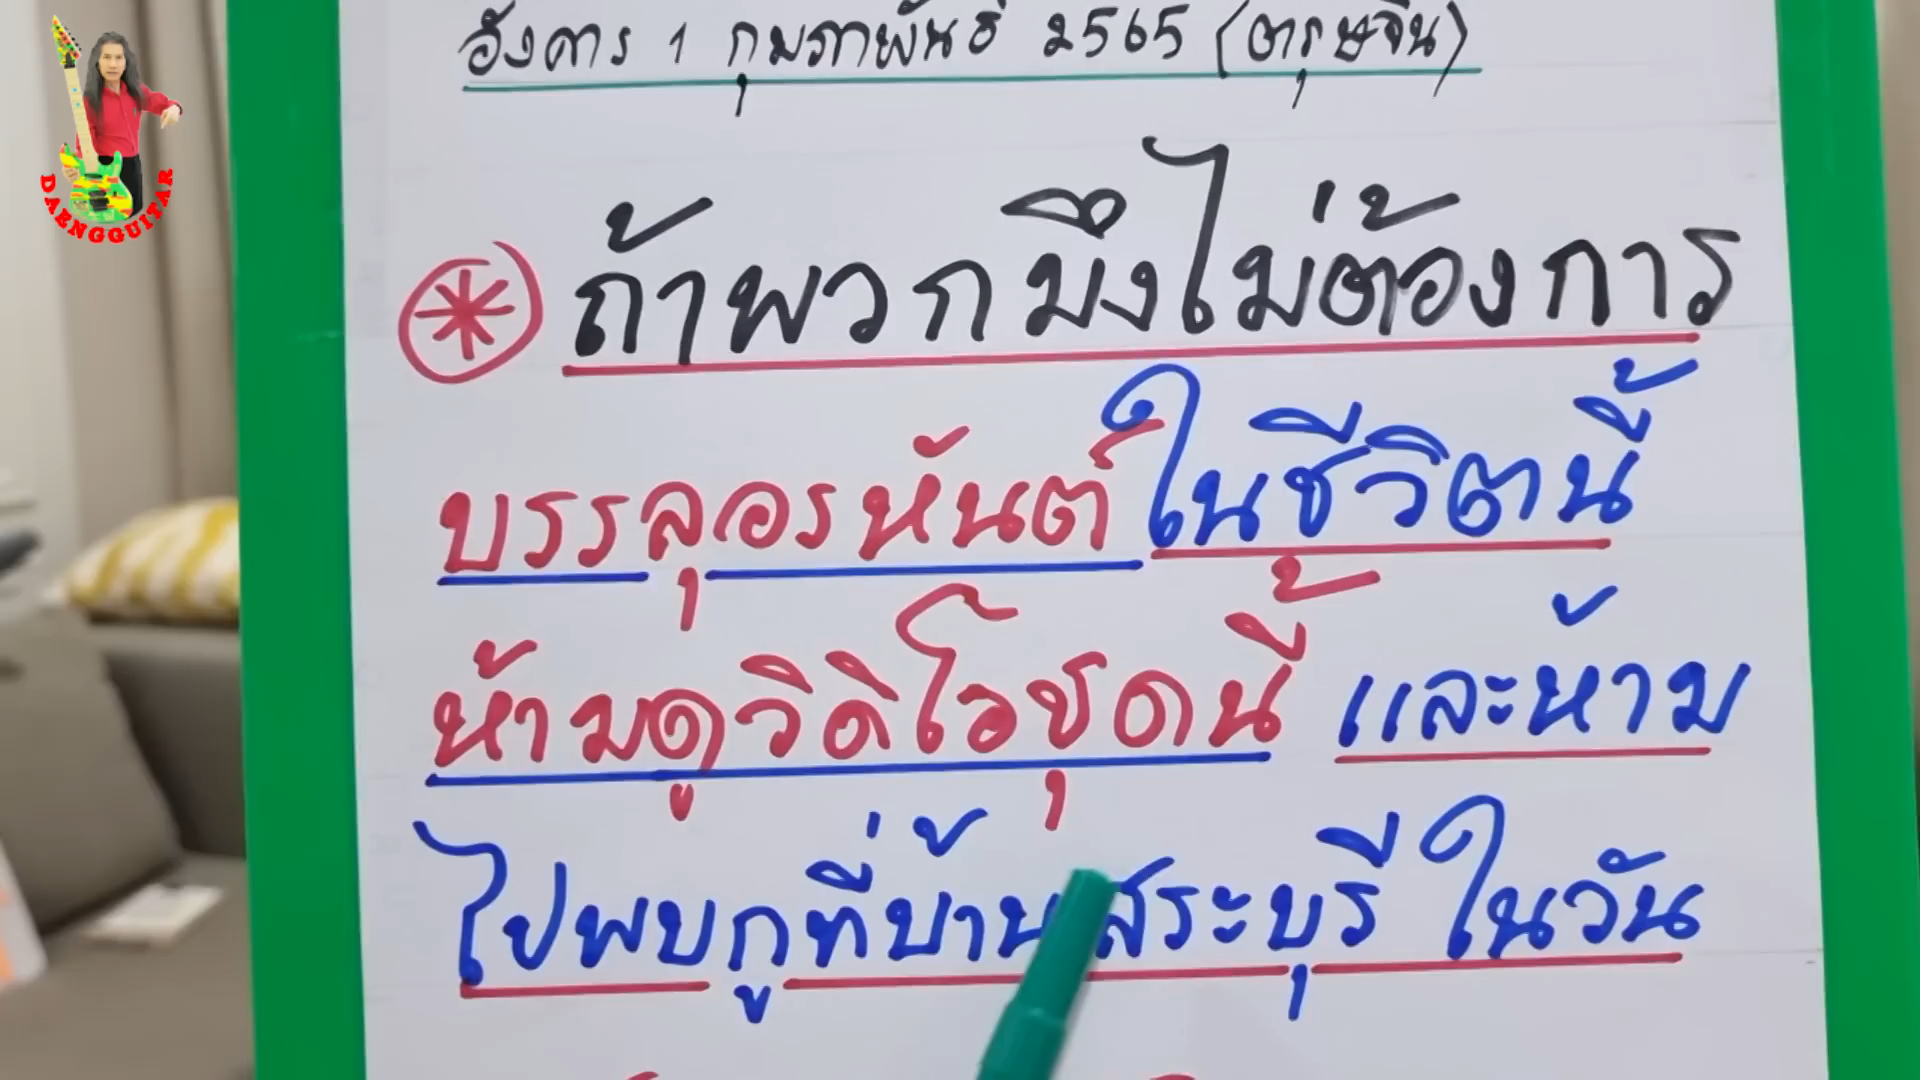 อังคาร 1 กุมภาพันธ์ 2565 (ตรุษจีน)
DAENGGUITAR
ถ้าพวกมึงไม่ต้องการ
บรรลุอรหันต์ในชีวิตนี้
ห้ามดูวิดิโอชุดนี้ และห้าม
ไปพบกูที่บ้านสระบุรี ในวัน